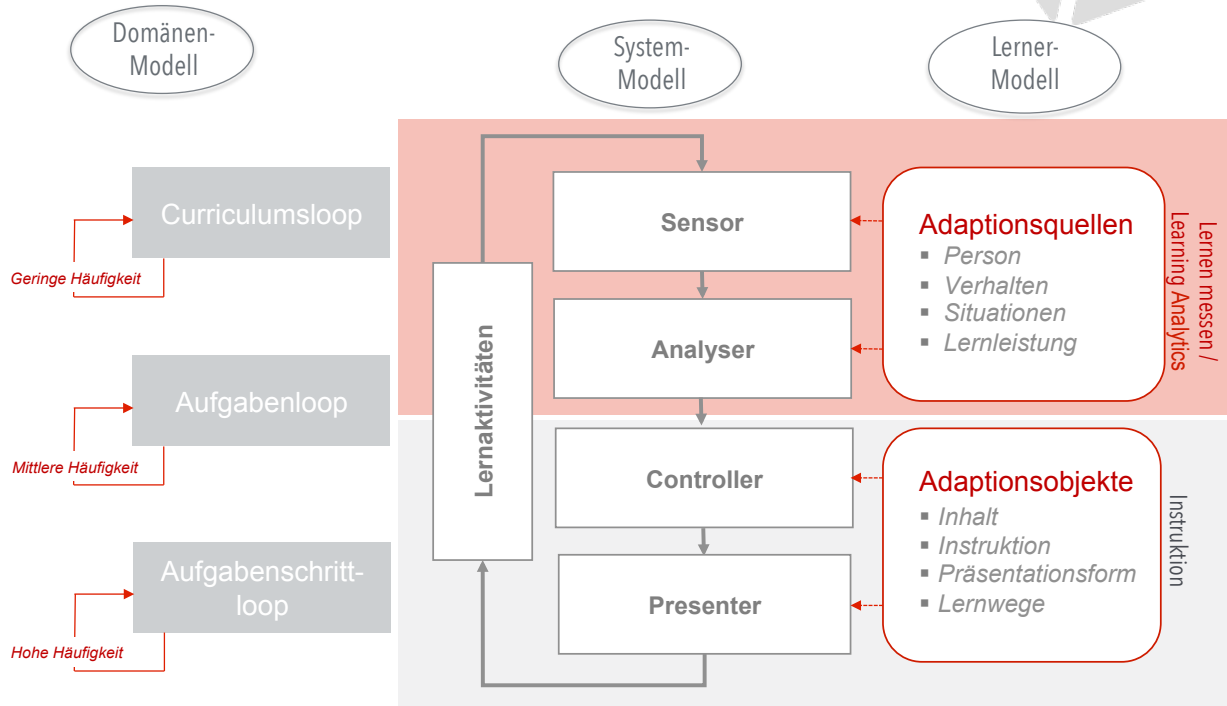 Domänen-
Modell
System-
Modell
Lerner-
Modell
Curriculumsloop
Geringe Häufigkeit
Aufgabenloop
Mittlere Häufigkeit
Aufgabenschritt-
loop
Hohe Häufigkeit
Lernaktivitäten
Sensor
Analyser
Controller
Presenter
Adaptionsquellen
▪ Person
▪ Verhalten
▪ Situationen
▪ Lernleistung
Lernen messen /
Learning Analytics
Adaptionsobjekte
▪ Inhalt
▪ Instruktion
▪ Präsentationsform
▪ Lernwege
Instruktion